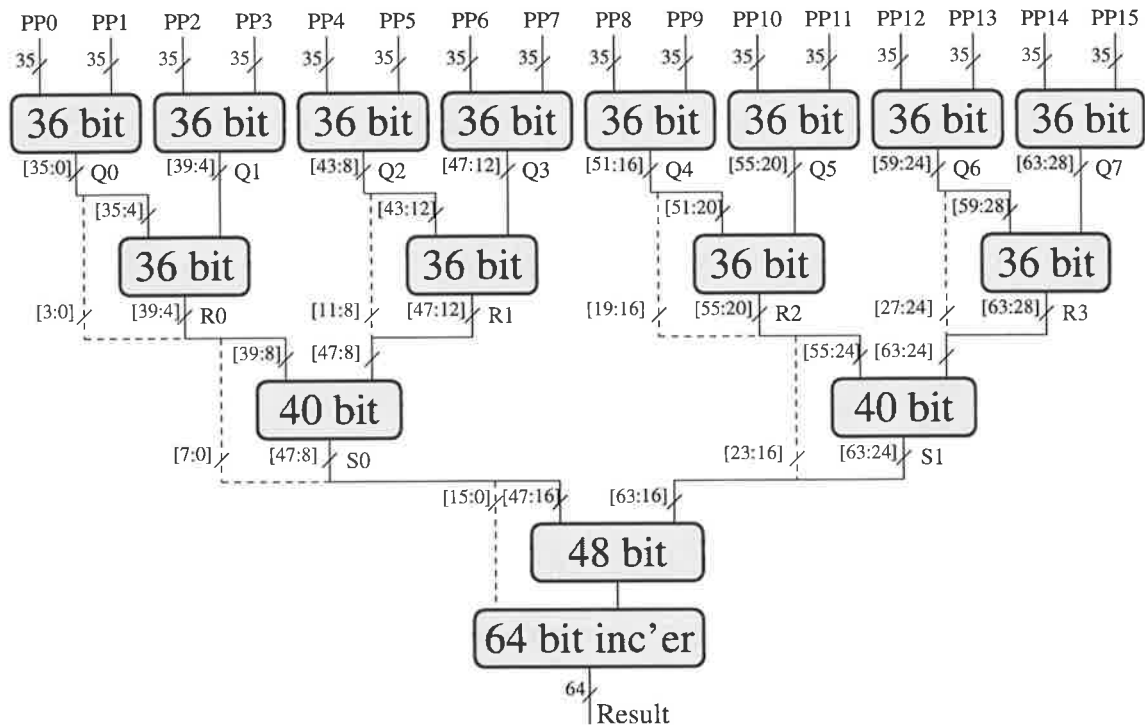 PP0 PP1 PP2 PP3 PP4 PP5 PP6 PP7 PP8 PP9 PP10 PP11 PP12 PP13 PP14 PP15
35 35 35 35 35 35 35 35 35 35 35 35 35 35 35 35
36 bit 36 bit 36 bit 36 bit 36 bit 36 bit 36 bit 36 bit
[35:0] Q0 [39:4] Q1 [43:8] Q2 [47:12] Q3 [51:16] Q4 [55:20] Q5 [59:24] Q6 [63:28] Q7
[35:4] [43:12] [51:20] [59:28]
36 bit 36 bit 36 bit 36 bit
[3:0] [39:4] R0 [11:8] [47:12] R1 [19:16] [55:20] R2 [27:24] [63:28] R3
[39:8] [47:8] [55:24] [63:24]
40 bit 40 bit
[7:0] [47:8] S0 [23:16] [63:24] S1
[15:0] [47:16] [63:16]
48 bit
64 bit inc'er
64
Result